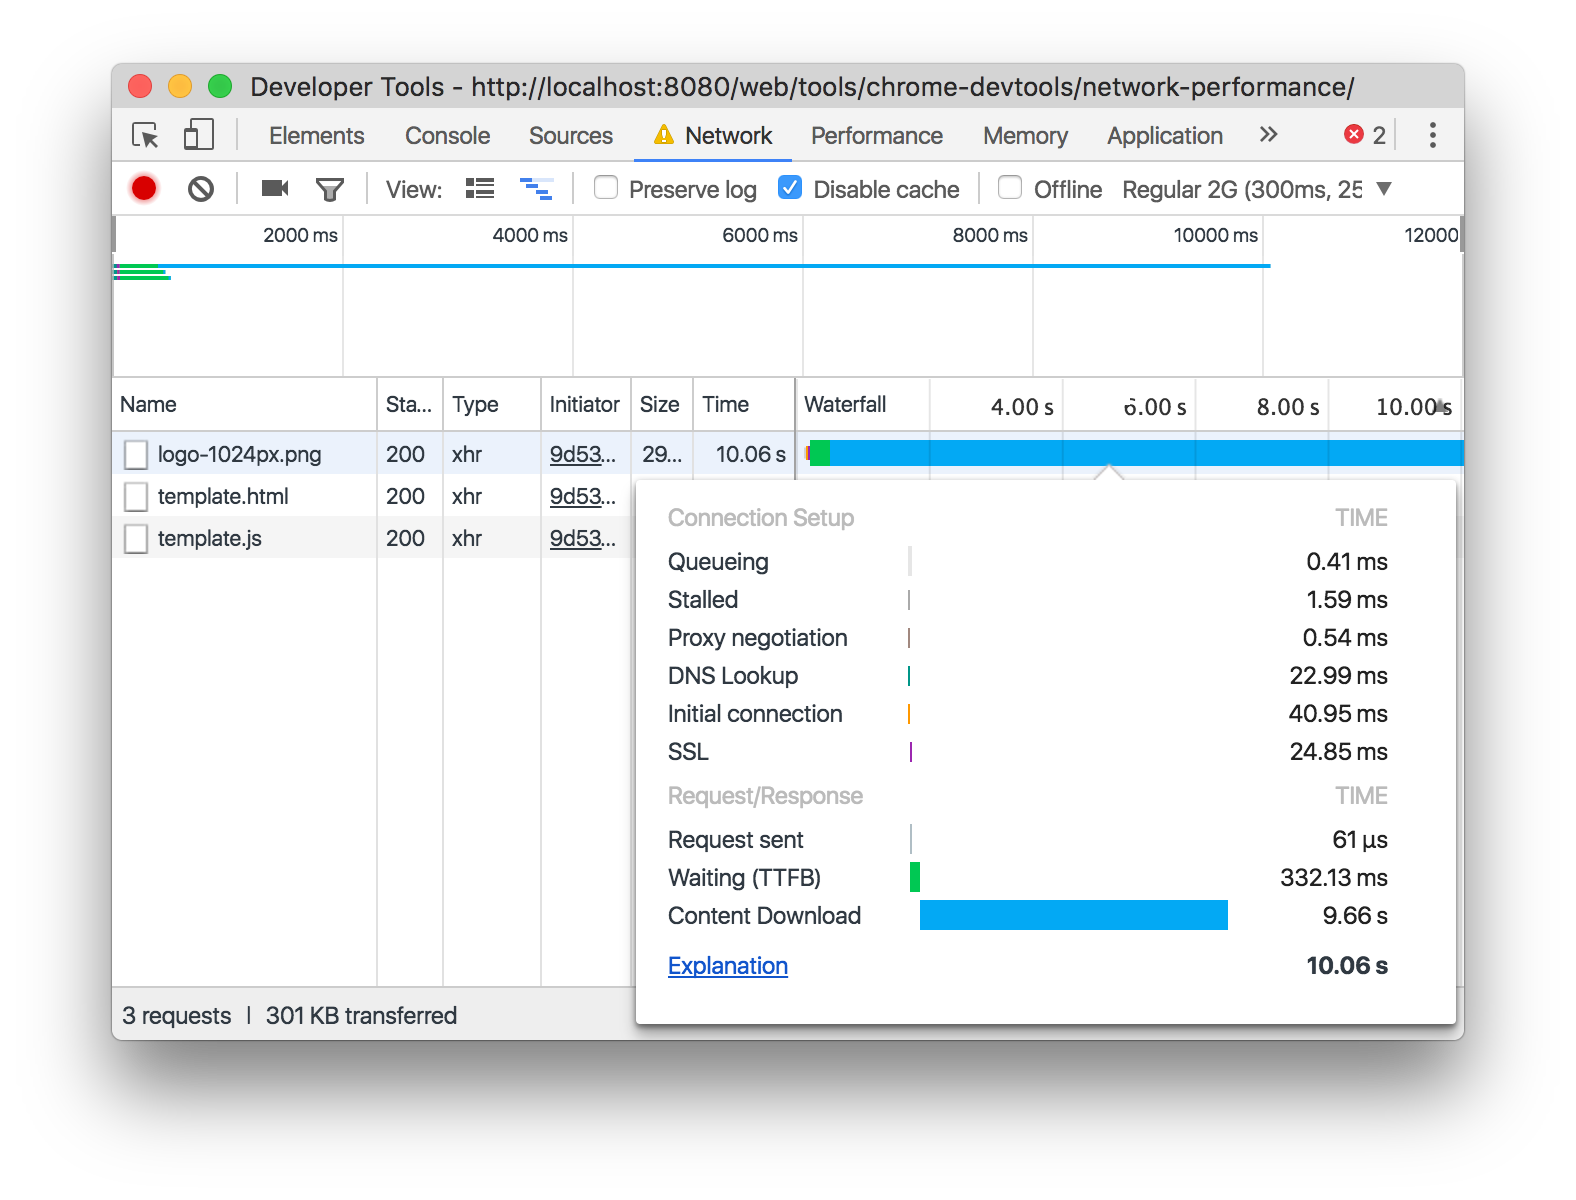 Developer Tools - http://localhost:8080/web/tools/chrome-devtools/network-performance/
Elements Console Sources Network Performance Memory Application » 2
View: Preserve log Disable cache Offline Regular 2G (300ms, 25
2000 ms 4000 ms 6000 ms 8000 ms 10000 ms 12000
Name Sta... Type Initiator Size Time Waterfall 4.00 s 6.00 s 8.00 s 10.00 s
logo-1024px.png 200 xhr 9d53... 29... 10.06 s
template.html 200 xhr 9d53...
template.js 200 xhr 9d53...
Connection Setup TIME
Queueing 0.41 ms
Stalled 1.59 ms
Proxy negotiation 0.54 ms
DNS Lookup 22.99 ms
Initial connection 40.95 ms
SSL 24.85 ms
Request/Response TIME
Request sent 61 µs
Waiting (TTFB) 332.13 ms
Content Download 9.66 s
Explanation 10.06 s
3 requests | 301 KB transferred